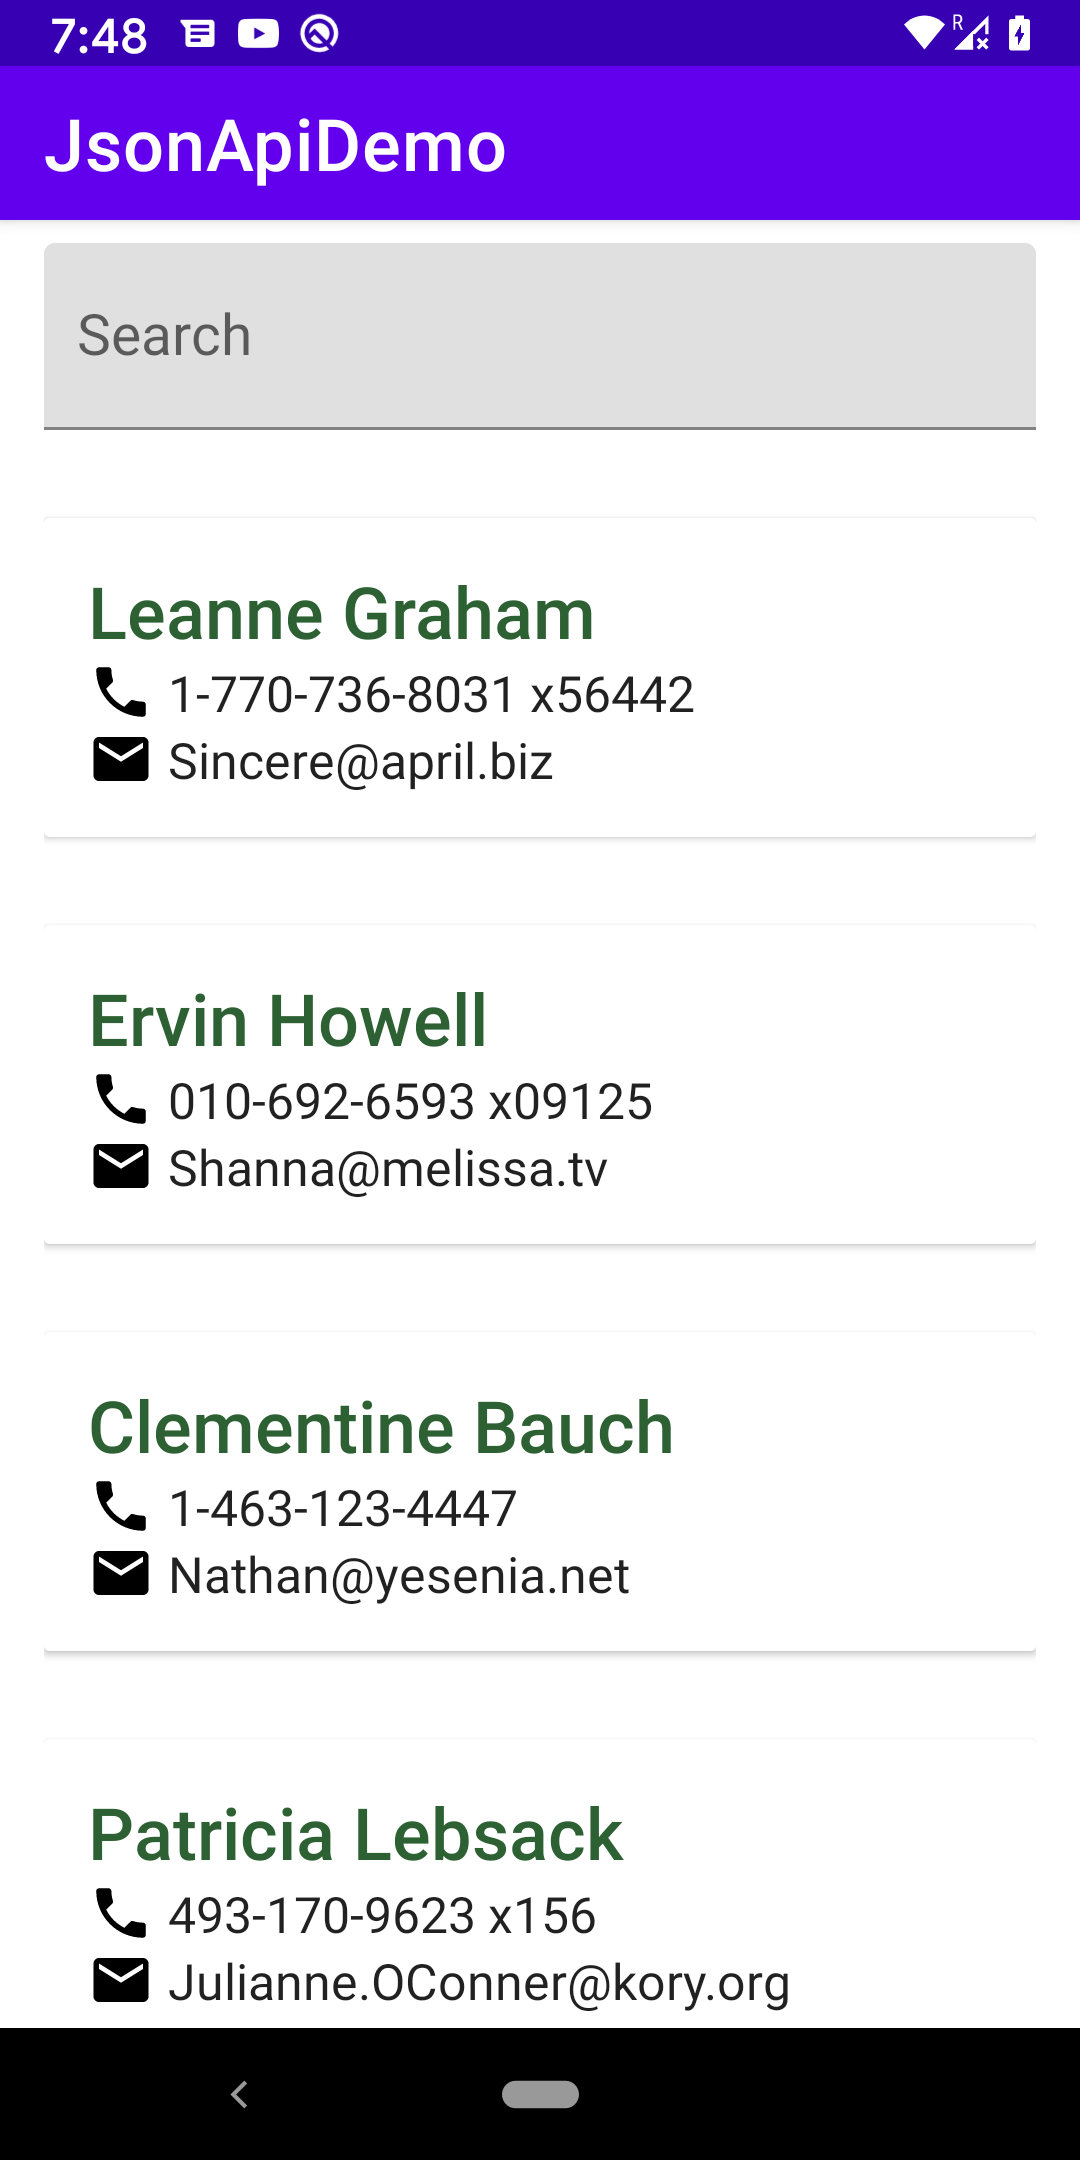 7:48
R
JsonApiDemo
Search
Leanne Graham
1-770-736-8031 x56442
Sincere@april.biz
Ervin Howell
010-692-6593 x09125
Shanna@melissa.tv
Clementine Bauch
1-463-123-4447
Nathan@yesenia.net
Patricia Lebsack
493-170-9623 x156
Julianne.OConner@kory.org